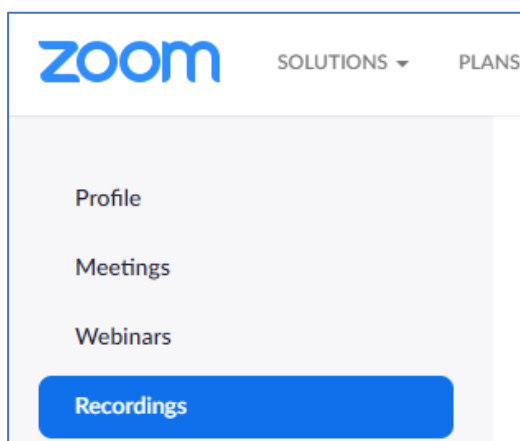 zoom SOLUTIONS PLANS
Profile
Meetings
Webinars
Recordings